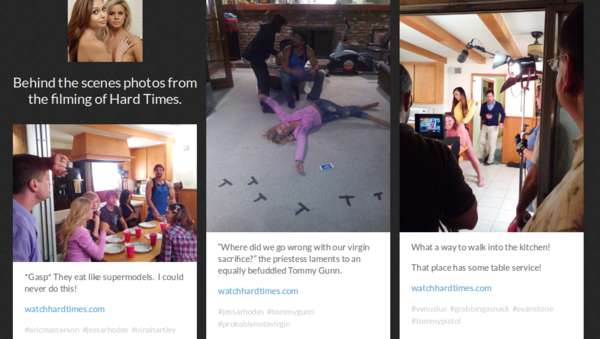 Behind the scenes photos from
the filming of Hard Times.
*Gasp* They eat like supermodels. I could
never do this!
watchhardtimes.com
#ericmasterson #jessarhodes #ninahartley
"Where did we go wrong with our virgin
sacrifice?" the priestess laments to an
equally befuddled Tommy Gunn.
watchhardtimes.com
#jessarhodes #tommygunn
#probablynotavirgin
What a way to walk into the kitchen!
That place has some table service!
watchhardtimes.com
#grabbingasnack #evanstone
#tommypistol